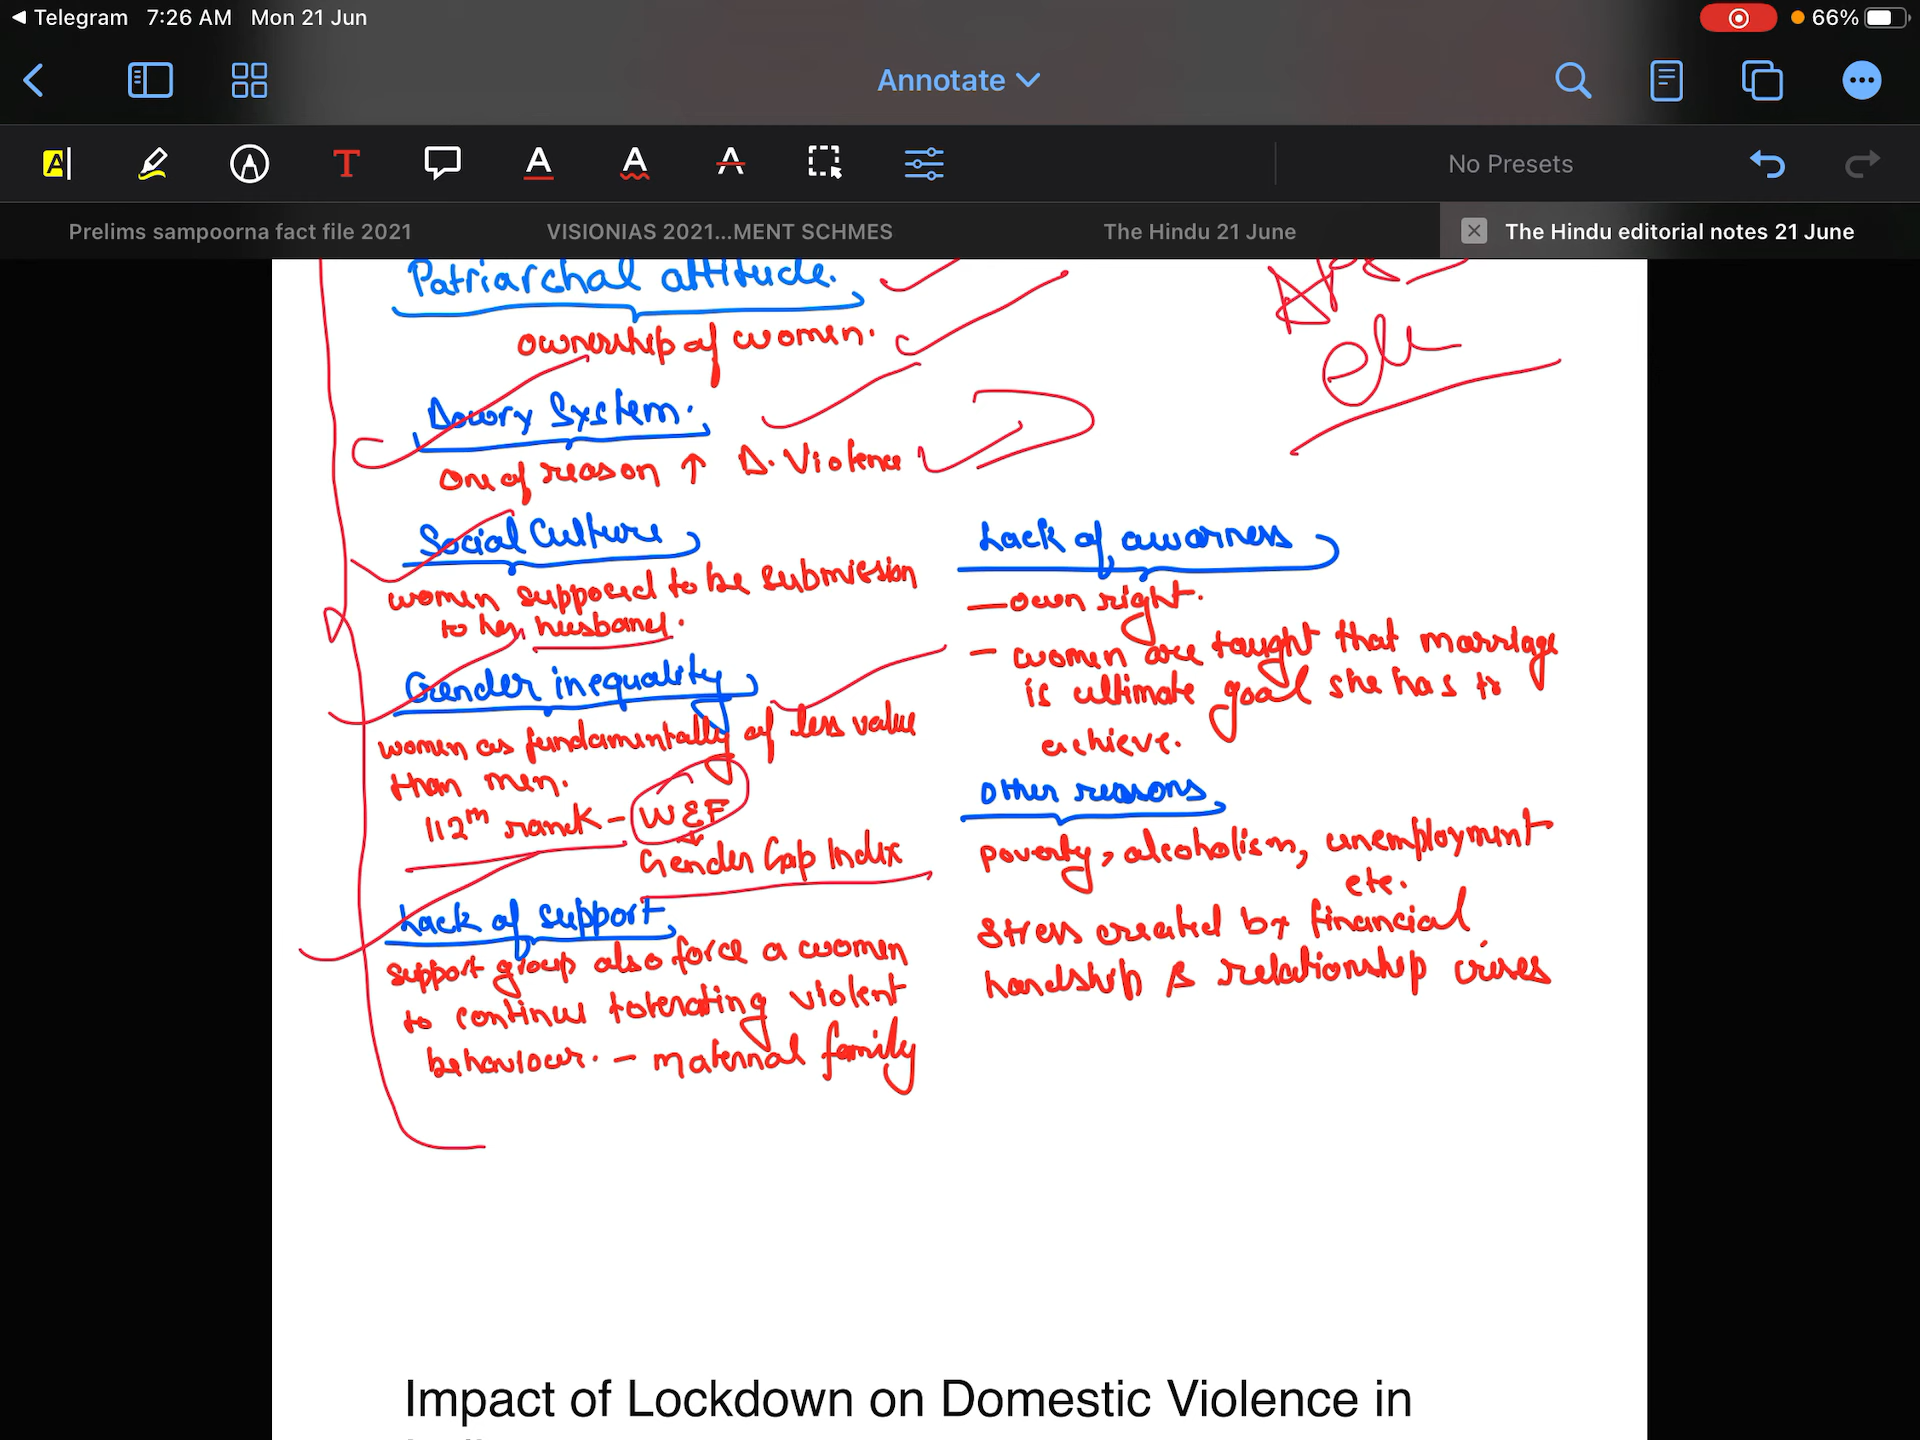 Telegram 7:26 AM Mon 21 Jun
66%
Annotate
No Presets
Prelims sampoorna fact file 2021
VISIONIAS 2021...MENT SCHMES
The Hindu 21 June
The Hindu editorial notes 21 June
Patriarchal attitude.
ownership of women.
Dowry System.
One of reason ↑ D. Violence
Social Culture
women supposed to be submission
to her husband.
Gender inequality
women as fundamentally of less value
than men.
112th rank - WEF
Gender Gap Index
Lack of support
support group also force a women
to continue tolerating violent
behaviour. - maternal family
Lack of awarness
- own right.
- women are taught that marriage
is ultimate goal she has to
achieve.
Other reasons
poverty, alcoholism, unemployment
etc.
Stress created by financial
hardship & relationship crises
Impact of Lockdown on Domestic Violence in